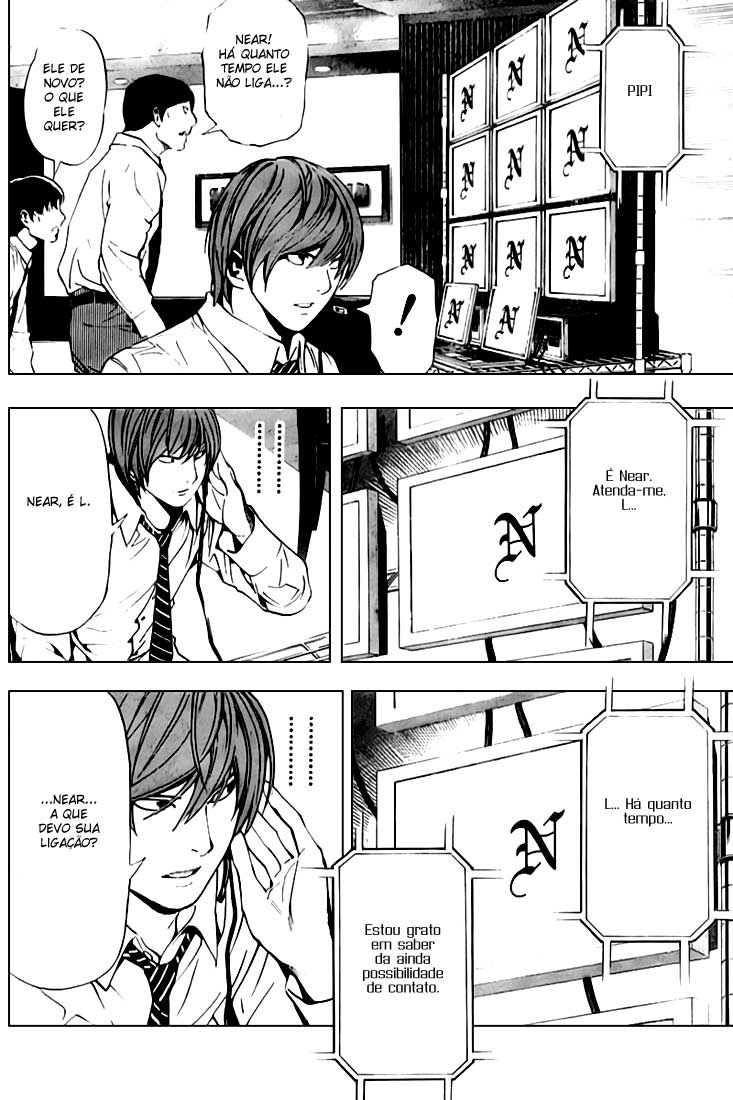 PIPI
NEAR!
HÁ QUANTO
TEMPO ELE
NÃO LIGA...?
ELE DE
NOVO?
O QUE
ELE
QUER?
!
N
N
N
N
N
N
N
N
N
N
N
É Near.
Atenda-me.
L...
N
........
........
NEAR, É L.
L... Há quanto
tempo...
N
Estou grato
em saber
da ainda
possibilidade
de contato.
........
........
...NEAR...
A QUE
DEVO SUA
LIGAÇÃO?